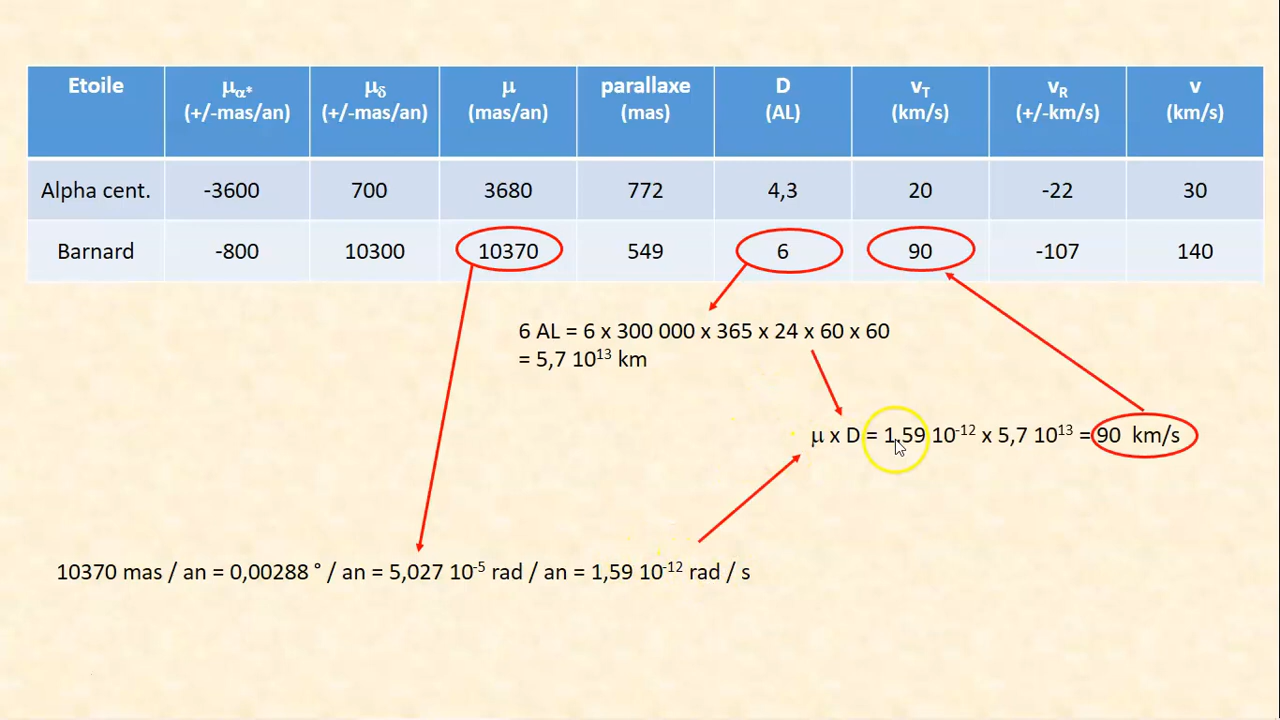 Etoile μα* μδ μ parallaxe D vT vR v
(+/-mas/an) (+/-mas/an) (mas/an) (mas) (AL) (km/s) (+/-km/s) (km/s)
Alpha cent. -3600 700 3680 772 4,3 20 -22 30
Barnard -800 10300 10370 549 6 90 -107 140
6 AL = 6 x 300 000 x 365 x 24 x 60 x 60
= 5,7 10¹³ km
μ x D = 1,59 10⁻¹² x 5,7 10¹³ = 90 km/s
10370 mas / an = 0,00288 ° / an = 5,027 10⁻⁵ rad / an = 1,59 10⁻¹² rad / s